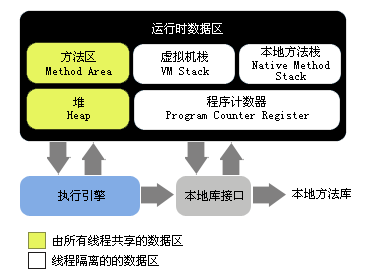 运行时数据区
方法区
Method Area
虚拟机栈
VM Stack
本地方法栈
Native Method
Stack
堆
Heap
程序计数器
Program Counter Register
执行引擎
本地库接口
本地方法库
由所有线程共享的数据区
线程隔离的的数据区